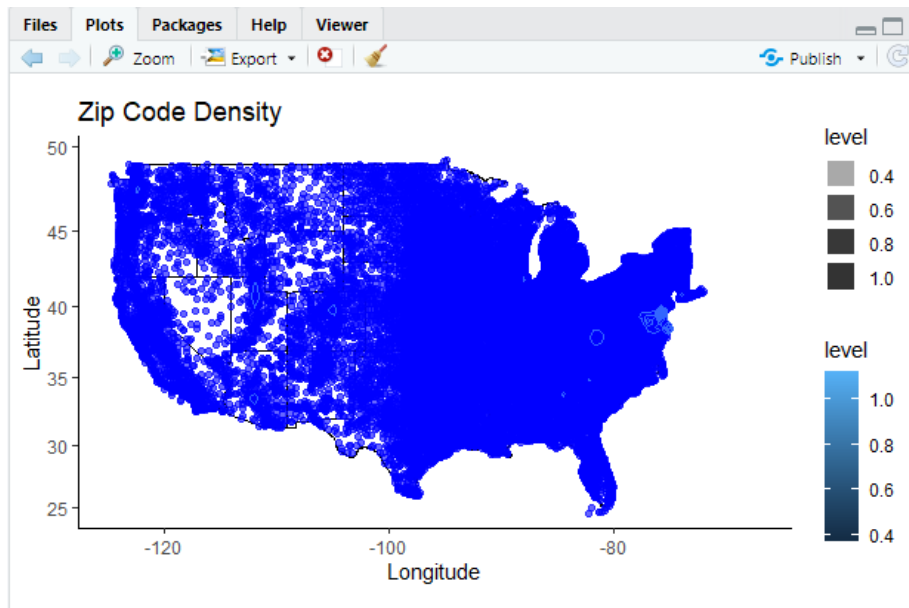 Files Plots Packages Help Viewer
Zoom Export Publish
Zip Code Density
50
45
40
35
30
25
Latitude
-120 -100 -80
Longitude
level
0.4
0.6
0.8
1.0
level
1.0
0.8
0.6
0.4